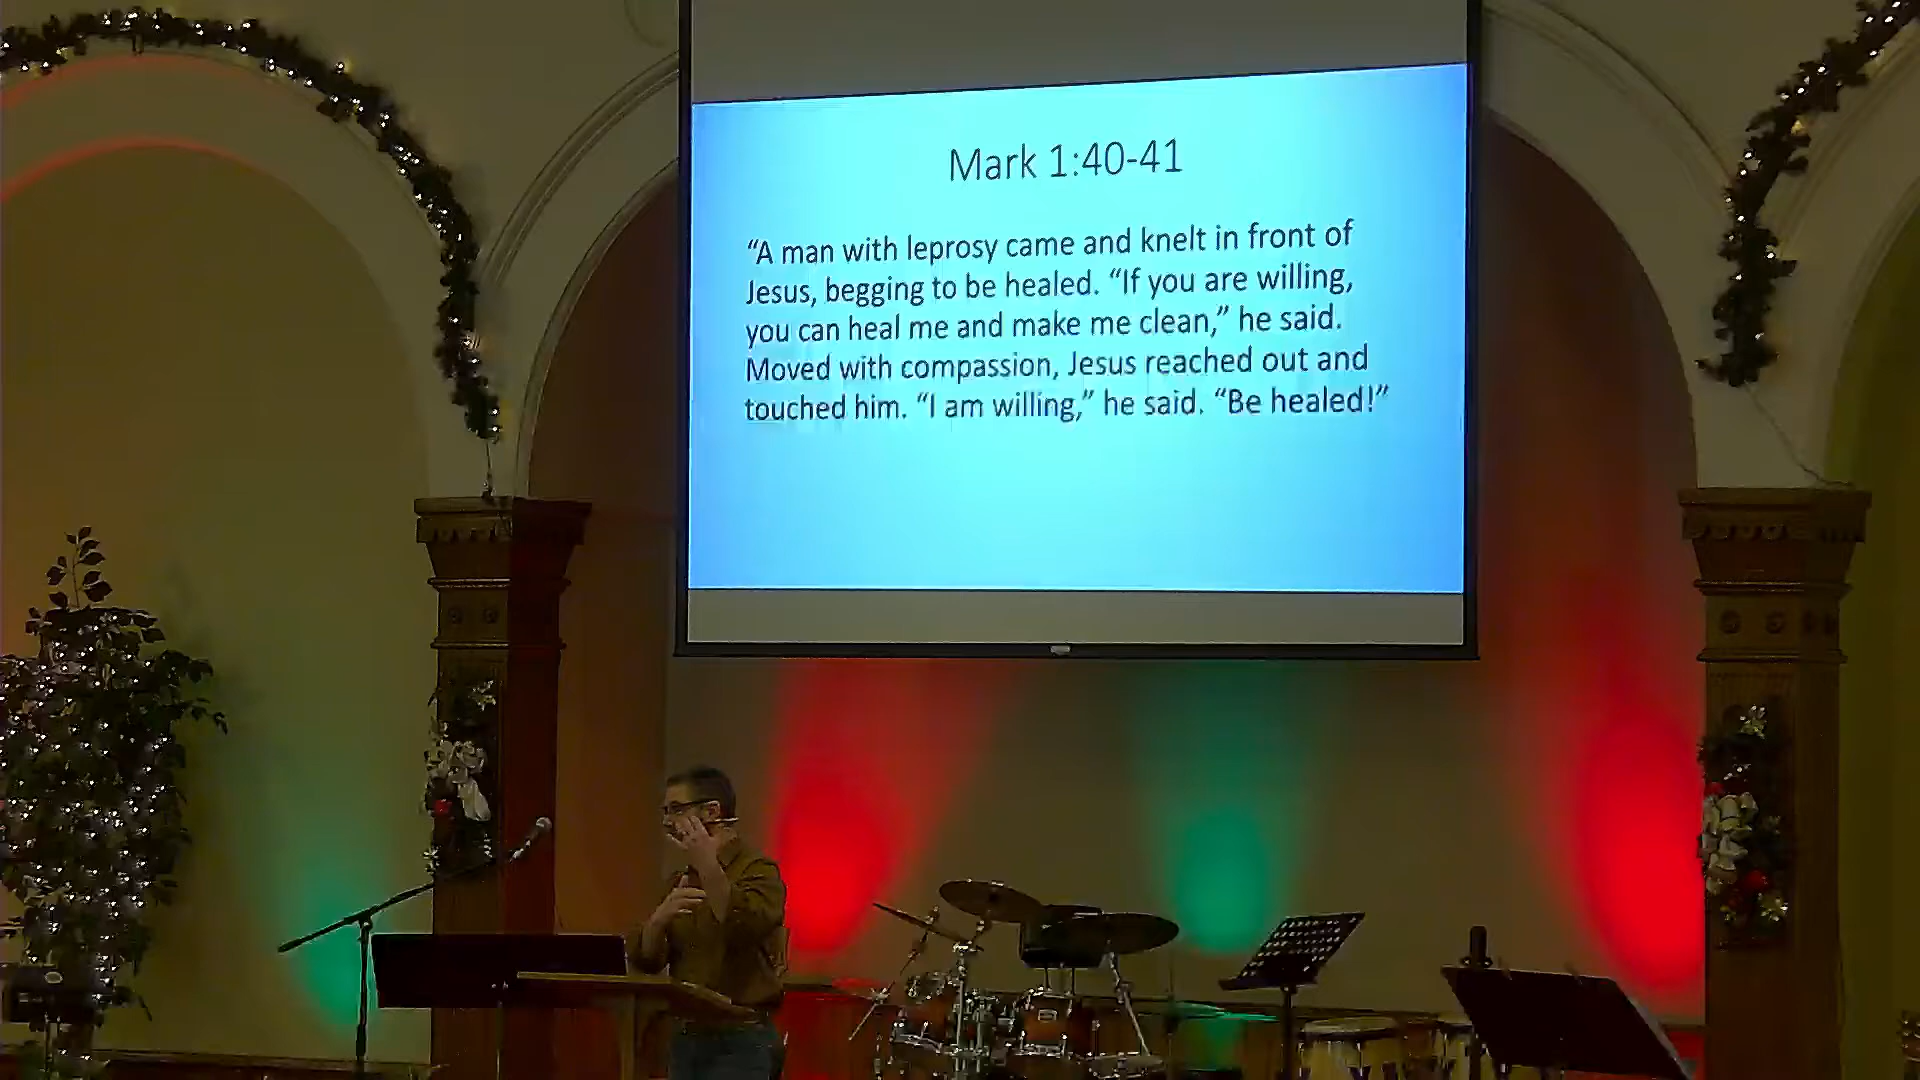 Mark 1:40-41
“A man with leprosy came and knelt in front of
Jesus, begging to be healed. “If you are willing,
you can heal me and make me clean,” he said.
Moved with compassion, Jesus reached out and
touched him. “I am willing,” he said. “Be healed!”